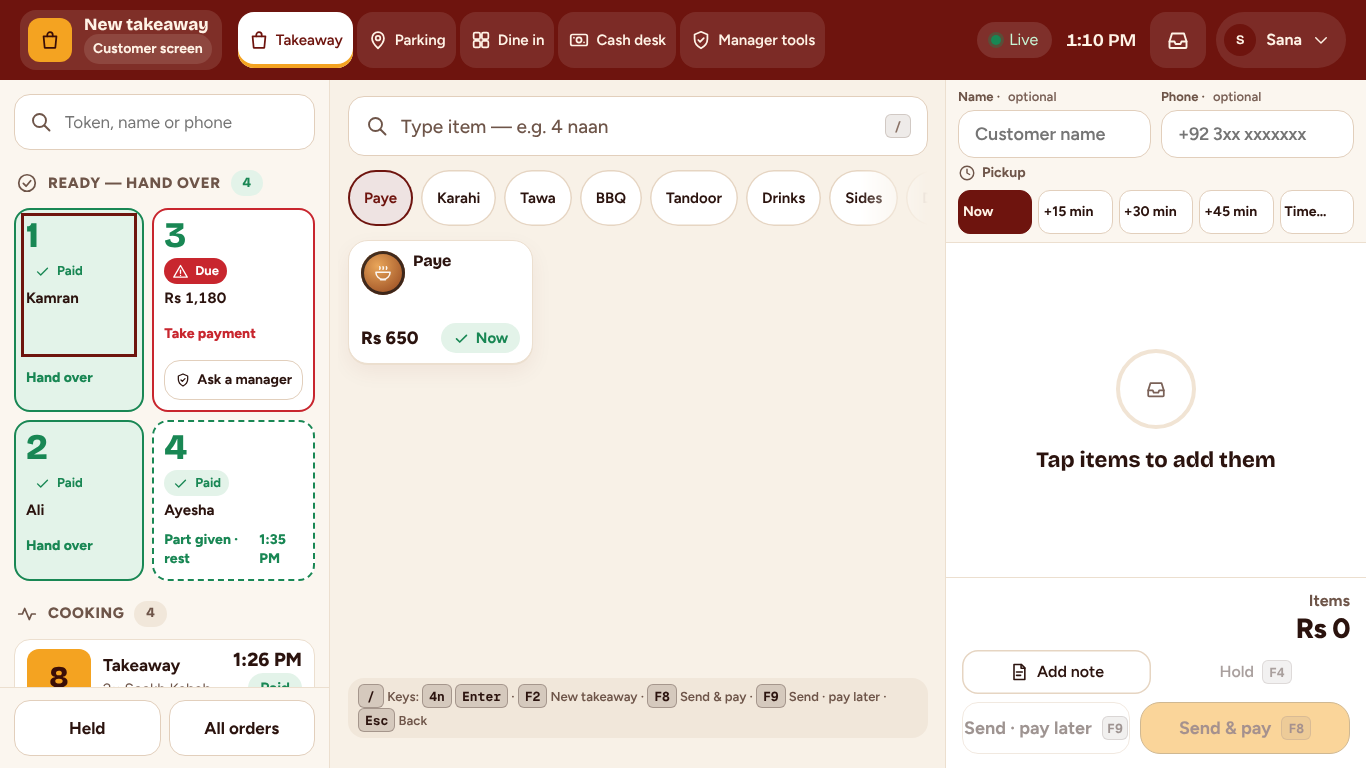 New takeaway
Customer screen
Takeaway
Parking
Dine in
Cash desk
Manager tools
Live
1:10 PM
S
Sana
Token, name or phone
READY — HAND OVER 4
1
Paid
Kamran
Hand over
3
Due
Rs 1,180
Take payment
Ask a manager
2
Paid
Ali
Hand over
4
Paid
Ayesha
Part given · rest
1:35 PM
COOKING 4
8
Takeaway
1:26 PM
Paid
Held
All orders
Type item — e.g. 4 naan /
Paye
Karahi
Tawa
BBQ
Tandoor
Drinks
Sides
Paye
Rs 650
Now
/ Keys: 4n Enter · F2 New takeaway · F8 Send & pay · F9 Send · pay later ·
Esc Back
Name · optional
Phone · optional
Customer name
+92 3xx xxxxxxx
Pickup
Now
+15 min
+30 min
+45 min
Time...
Tap items to add them
Items
Rs 0
Add note
Hold F4
Send · pay later F9
Send & pay F8